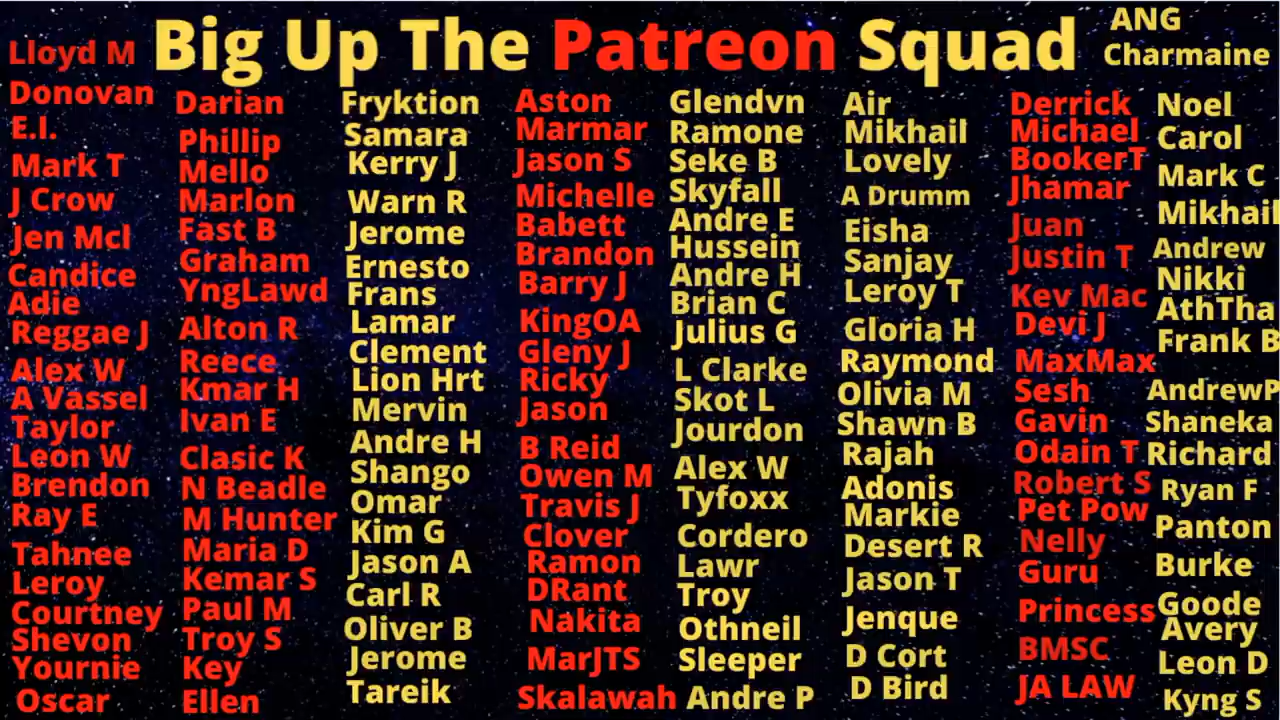 Big Up The Patreon Squad
ANG
Charmaine
Lloyd M
Donovan
E.I.
Mark T
J Crow
Jen Mcl
Candice
Adie
Reggae J
Alex W
A Vassel
Taylor
Leon W
Brendon
Ray E
Tahnee
Leroy
Courtney
Shevon
Yournie
Oscar
Darian
Phillip
Mello
Marlon
Fast B
Graham
YngLawd
Alton R
Reece
Kmar H
Ivan E
Clasic K
N Beadle
M Hunter
Maria D
Kemar S
Paul M
Troy S
Key
Ellen
Fryktion
Samara
Kerry J
Warn R
Jerome
Ernesto
Frans
Lamar
Clement
Lion Hrt
Mervin
Andre H
Shango
Omar
Kim G
Jason A
Carl R
Oliver B
Jerome
Tareik
Aston
Marmar
Jason S
Michelle
Babett
Brandon
Barry J
KingOA
Gleny J
Ricky
Jason
B Reid
Owen M
Travis J
Clover
Ramon
DRant
Nakita
MarJTS
Skalawah
Glendvn
Ramone
Seke B
Skyfall
Andre E
Hussein
Andre H
Brian C
Julius G
L Clarke
Skot L
Jourdon
Alex W
Tyfoxx
Cordero
Lawr
Troy
Othneil
Sleeper
Andre P
Air
Mikhail
Lovely
A Drumm
Eisha
Sanjay
Leroy T
Gloria H
Raymond
Olivia M
Shawn B
Rajah
Adonis
Markie
Desert R
Jason T
Jenque
D Cort
D Bird
Derrick
Michael
BookerT
Jhamar
Juan
Justin T
Kev Mac
Devi J
MaxMax
Sesh
Gavin
Odain T
Robert S
Pet Pow
Nelly
Guru
Princess
BMSC
JA LAW
Noel
Carol
Mark C
Mikhail
Andrew
Nikki
AthTha
Frank B
AndrewP
Shaneka
Richard
Ryan F
Panton
Burke
Goode
Avery
Leon D
Kyng S